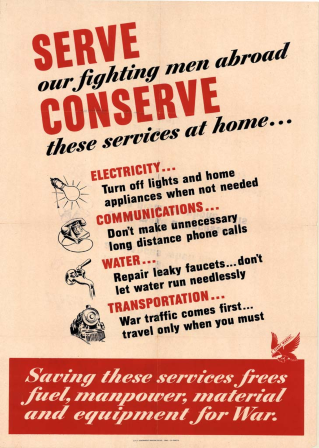 SERVE
our fighting men abroad
CONSERVE
these services at home...
ELECTRICITY...
Turn off lights and home
appliances when not needed
COMMUNICATIONS...
Don't make unnecessary
long distance phone calls
WATER...
Repair leaky faucets...don't
let water run needlessly
TRANSPORTATION...
War traffic comes first...
travel only when you must
Saving these services frees
fuel, manpower, material
and equipment for War.